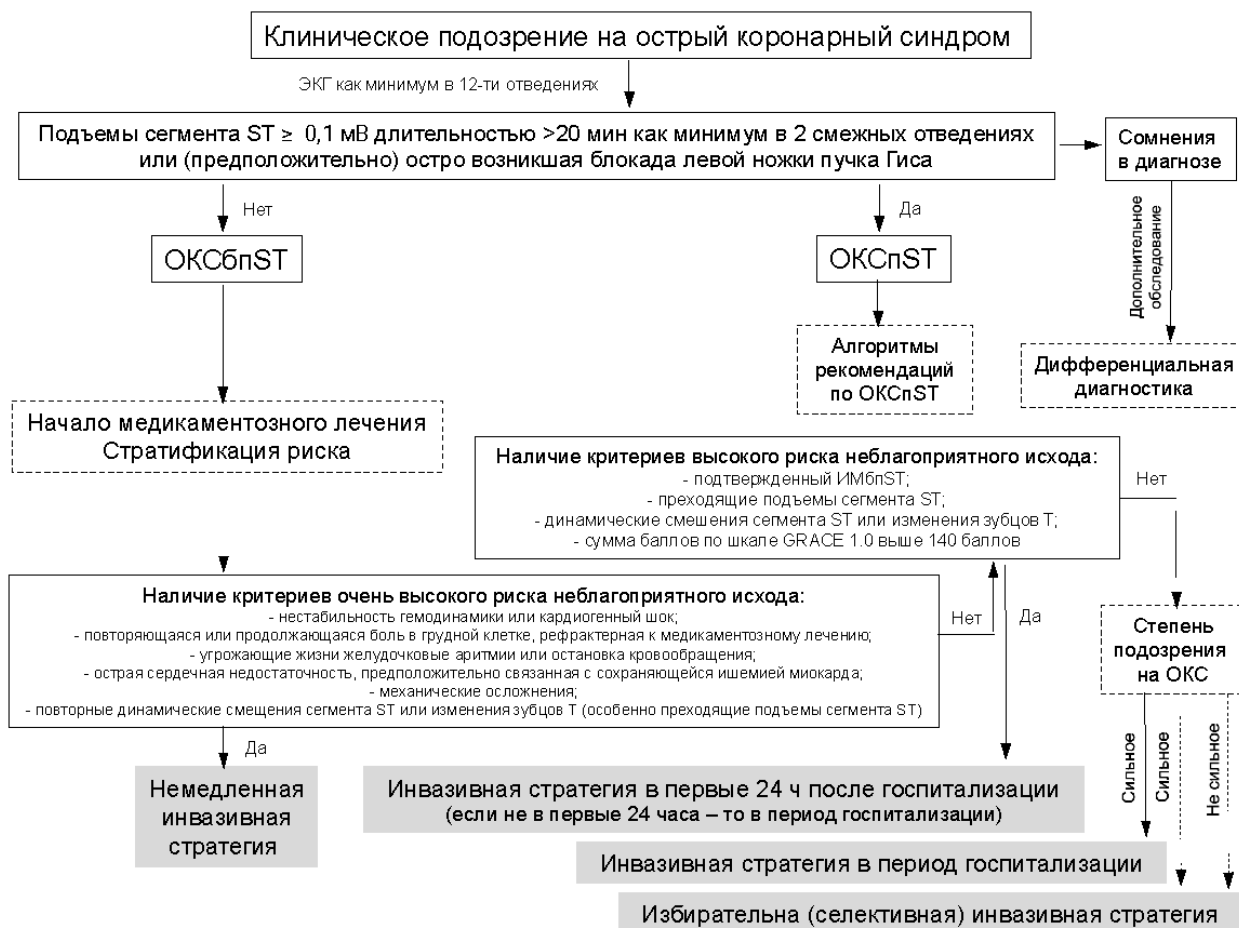 Клиническое подозрение на острый коронарный синдром
ЭКГ как минимум в 12-ти отведениях
Подъемы сегмента ST ≥ 0,1 мВ длительностью >20 мин как минимум в 2 смежных отведениях
или (предположительно) остро возникшая блокада левой ножки пучка Гиса
Сомнения
в диагнозе
Нет
Да
Дополнительное
обследование
ОКСбпST
ОКСпST
Алгоритмы
рекомендаций
по ОКСпST
Дифференциальная
диагностика
Начало медикаментозного лечения
Стратификация риска
Наличие критериев высокого риска неблагоприятного исхода:
- подтвержденный ИМбпST;
- преходящие подъемы сегмента ST;
- динамические смешения сегмента ST или изменения зубцов Т;
- сумма баллов по шкале GRACE 1.0 выше 140 баллов
Нет
Наличие критериев очень высокого риска неблагоприятного исхода:
- нестабильность гемодинамики или кардиогенный шок;
- повторяющаяся или продолжающаяся боль в грудной клетке, рефрактерная к медикаментозному лечению;
- угрожающие жизни желудочковые аритмии или остановка кровообращения;
- острая сердечная недостаточность, предположительно связанная с сохраняющейся ишемией миокарда;
- механические осложнения;
- повторные динамические смещения сегмента ST или изменения зубцов Т (особенно преходящие подъемы сегмента ST)
Нет
Да
Степень
подозрения
на ОКС
Да
Сильное
Сильное
Не сильное
Немедленная
инвазивная
стратегия
Инвазивная стратегия в первые 24 ч после госпитализации
(если не в первые 24 часа – то в период госпитализации)
Инвазивная стратегия в период госпитализации
Избирательна (селективная) инвазивная стратегия